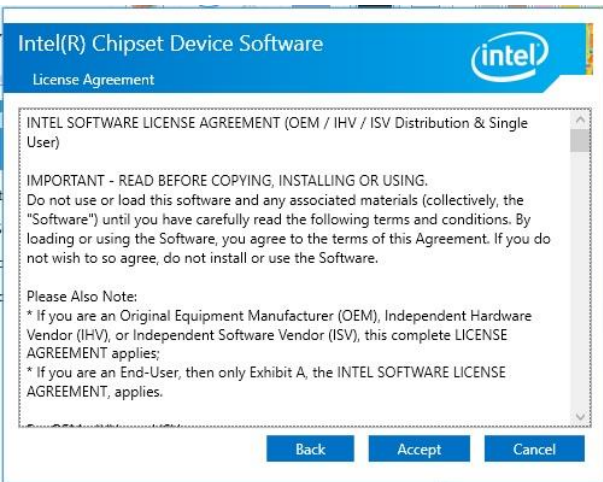 Intel(R) Chipset Device Software
intel
License Agreement
INTEL SOFTWARE LICENSE AGREEMENT (OEM / IHV / ISV Distribution & Single
User)
IMPORTANT - READ BEFORE COPYING, INSTALLING OR USING.
Do not use or load this software and any associated materials (collectively, the
"Software") until you have carefully read the following terms and conditions. By
loading or using the Software, you agree to the terms of this Agreement. If you do
not wish to so agree, do not install or use the Software.
Please Also Note:
* If you are an Original Equipment Manufacturer (OEM), Independent Hardware
Vendor (IHV), or Independent Software Vendor (ISV), this complete LICENSE
AGREEMENT applies;
* If you are an End-User, then only Exhibit A, the INTEL SOFTWARE LICENSE
AGREEMENT, applies.
Back Accept Cancel